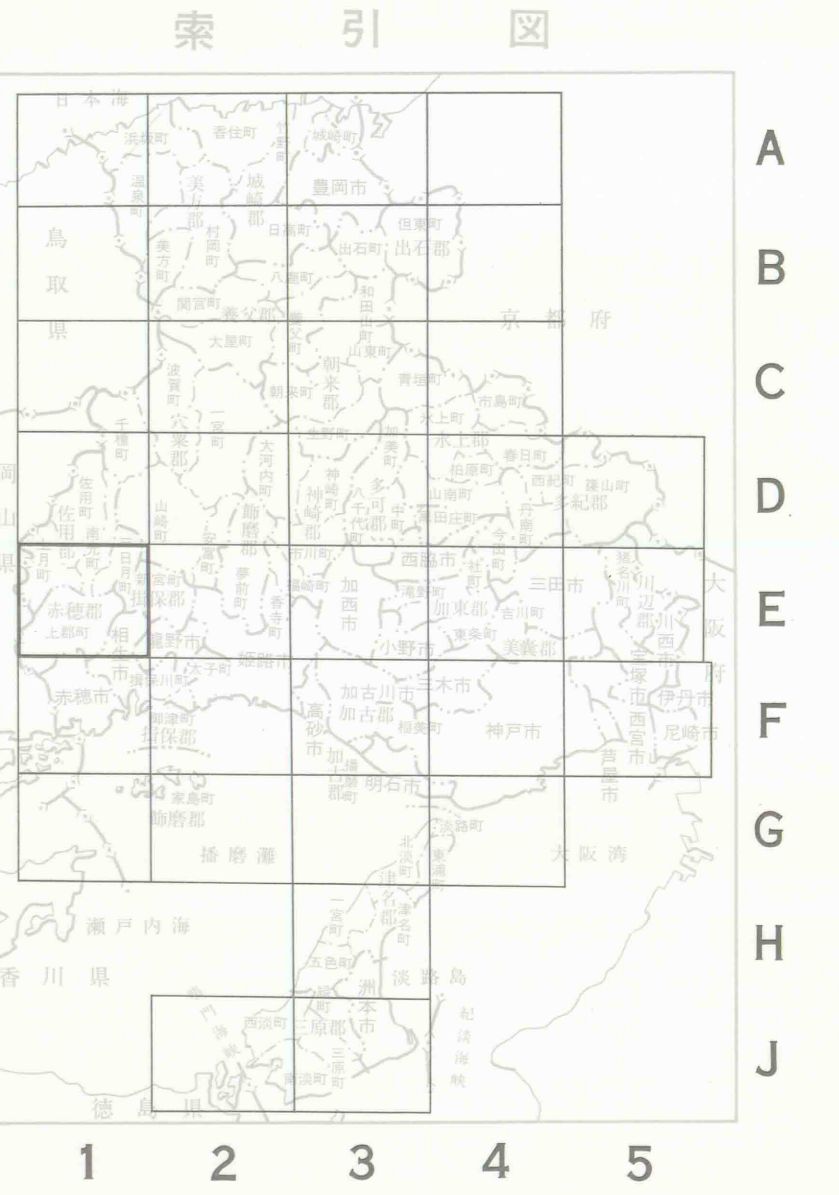 索引図
日本海
浜坂町
香住町
竹野町
城崎町
A
温泉町
美方郡
城崎郡
豊岡市
鳥取県
美方町
村岡町
日高町
出石町
但東町
出石郡
B
八鹿町
関宮町
養父郡
養父町
和田山町
京都府
大屋町
山東町
波賀町
朝来町
朝来郡
青垣町
市島町
C
千種町
宍粟郡
一宮町
生野町
加美町
氷上町
氷上郡
大河内町
神崎町
春日町
柏原町
西紀町
篠山町
D
岡山県
佐用町
佐用郡
南光町
山崎町
安富町
飾磨郡
神崎郡
八千代町
多可郡
中町
山南町
黒田庄町
丹南町
多紀郡
今田町
三日月町
新宮町
揖保郡
夢前町
市川町
福崎町
香寺町
加西市
西脇市
滝野町
社町
加東郡
三田市
吉川町
猪名川町
川辺郡
大阪府
E
赤穂郡
上郡町
相生市
龍野市
姫路市
小野市
東条町
美嚢郡
川西市
宝塚市
赤穂市
揖保川町
太子町
御津町
揖保郡
高砂市
加古川市
加古郡
稲美町
三木市
神戸市
西宮市
伊丹市
尼崎市
芦屋市
F
加古郡
播磨町
明石市
家島町
飾磨郡
播磨灘
淡路町
北淡町
東浦町
大阪湾
G
瀬戸内海
香川県
一宮町
津名郡
津名町
五色町
淡路島
H
洲本市
緑町
西淡町
三原郡
三原町
南淡町
紀淡海峡
徳島県
J
1 2 3 4 5